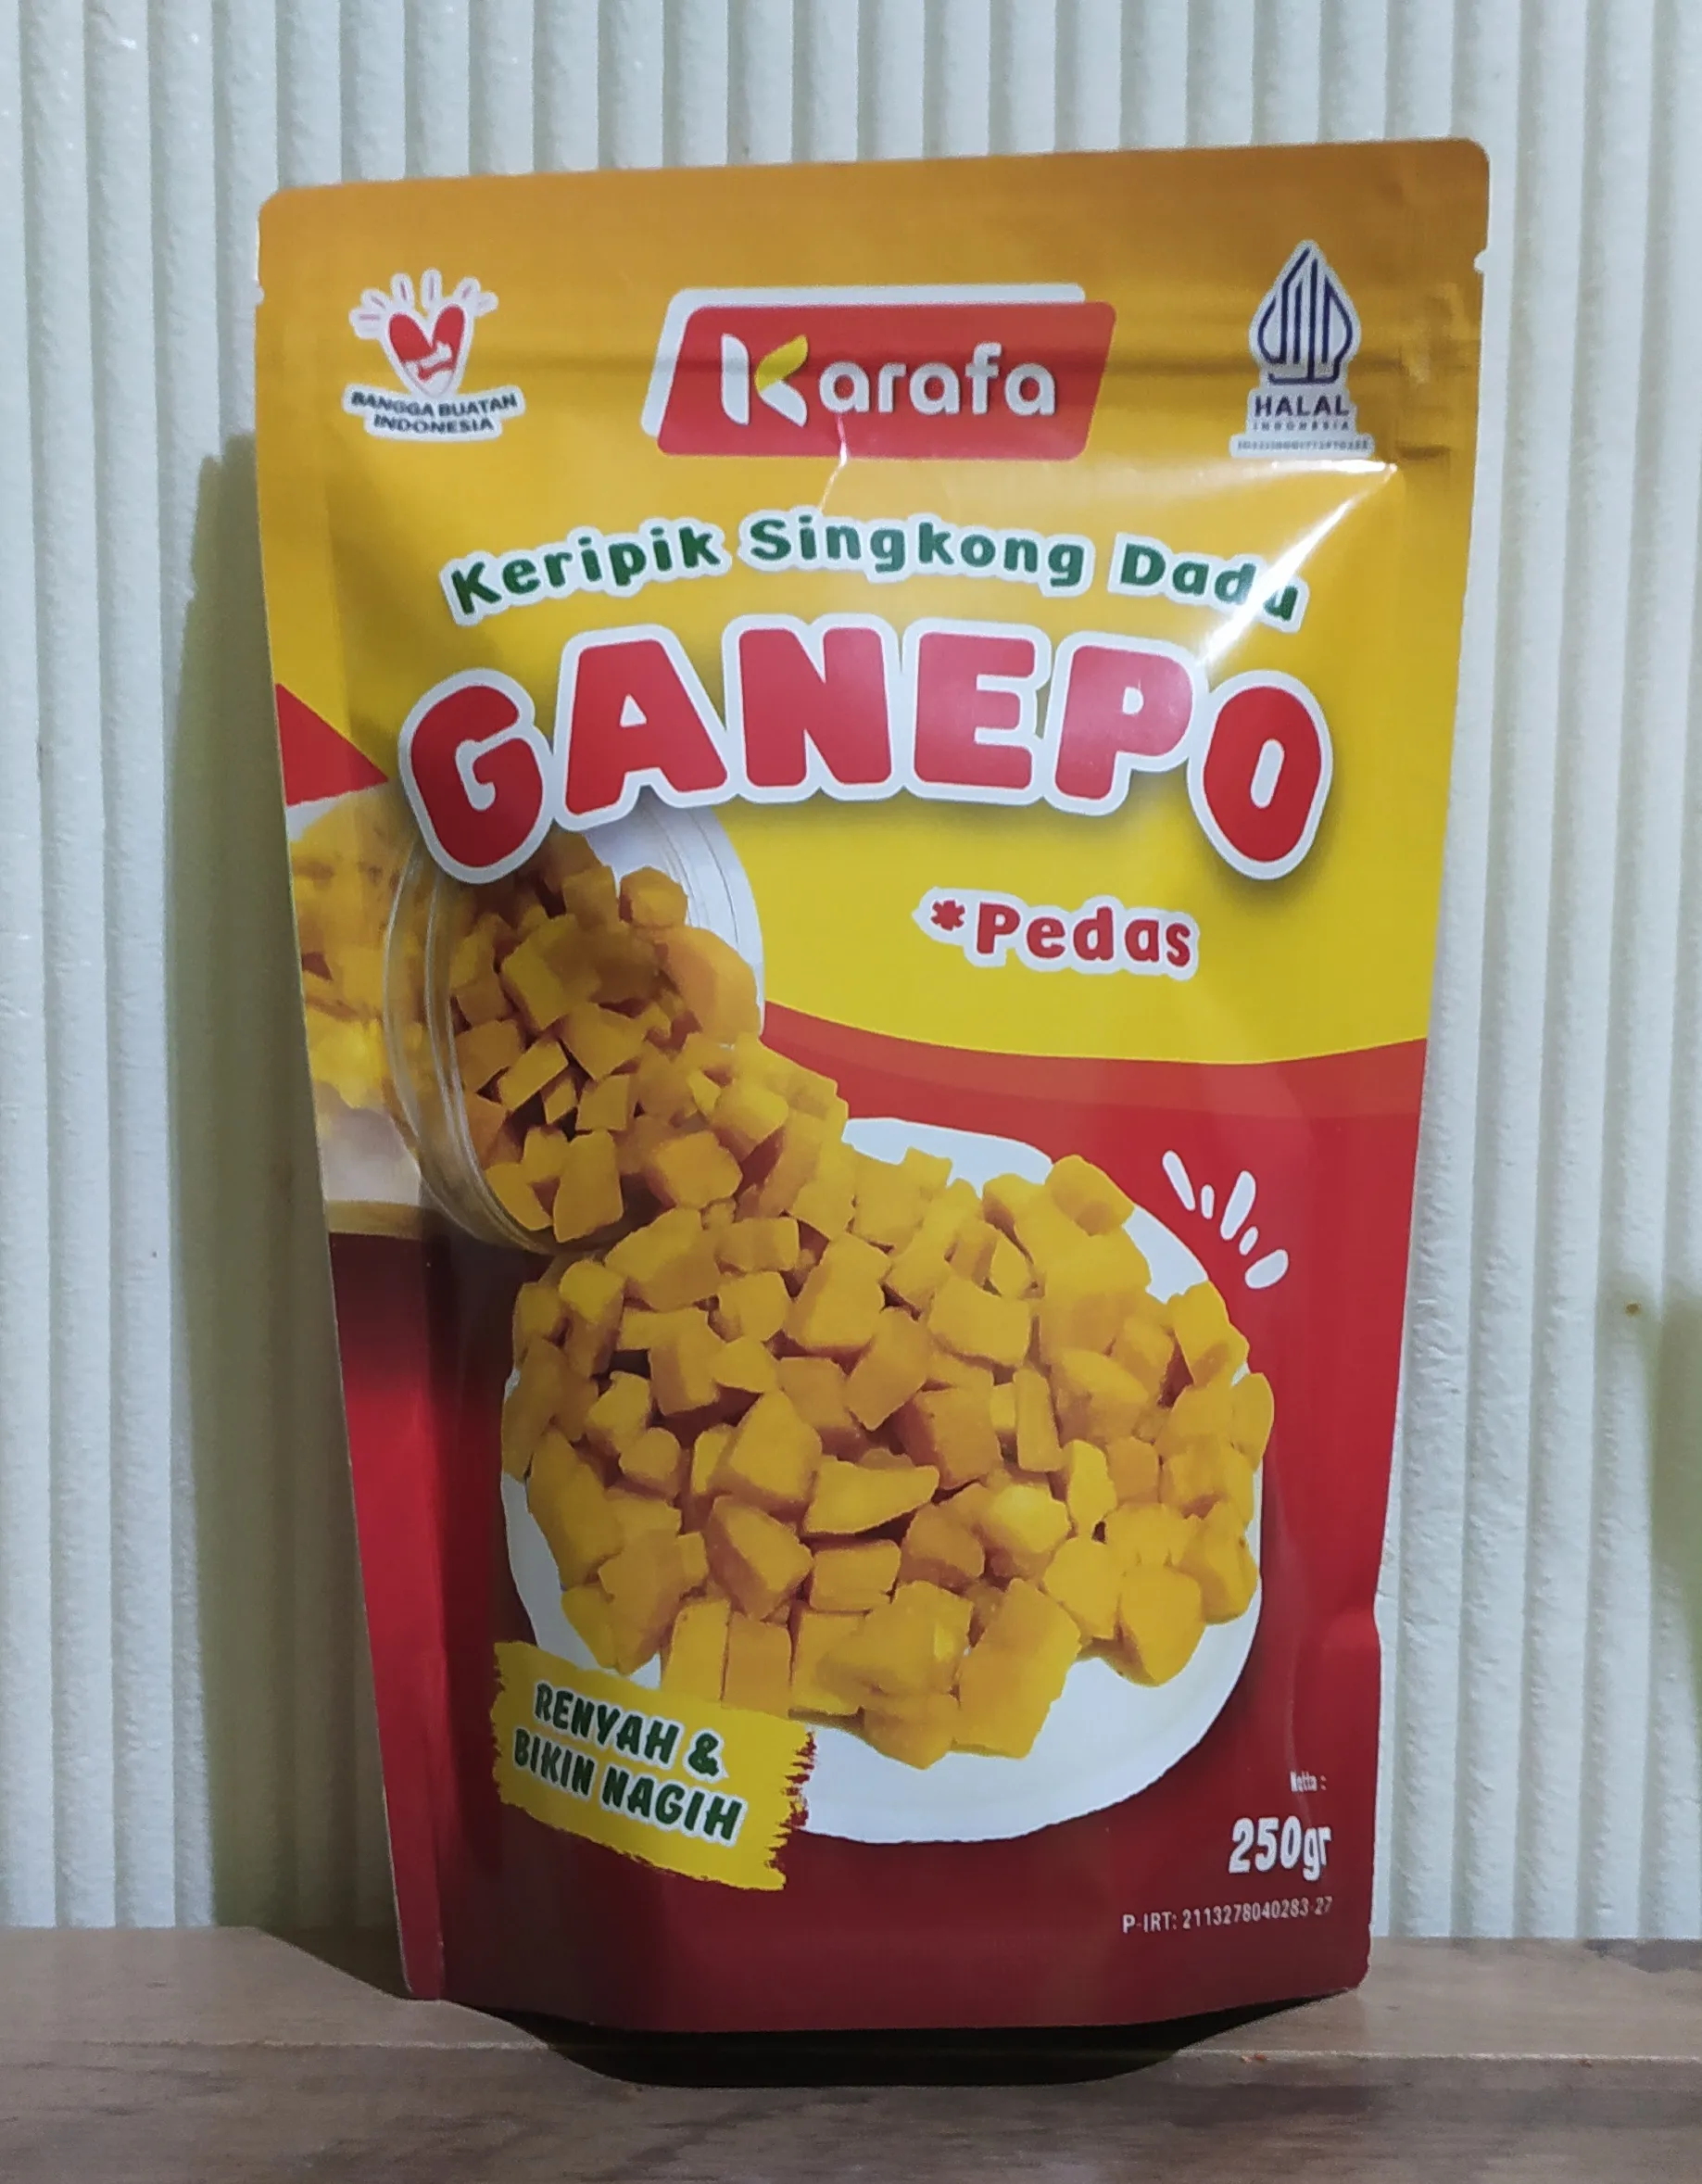 BANGGA BUATAN
INDONESIA
Karafa
HALAL
INDONESIA
Keripik Singkong Dadu
GANEPO
*Pedas
RENYAH &
BIKIN NAGIH
Netto :
250gr
P-IRT: 2113278040283-27